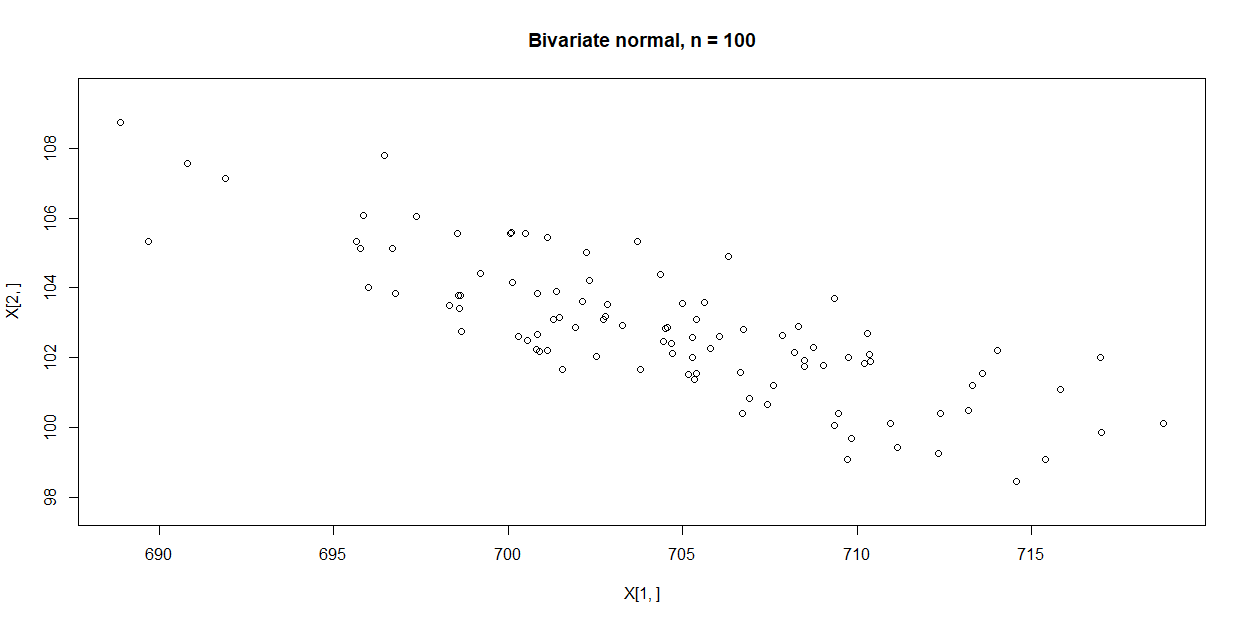 Bivariate normal, n = 100
X[2, ]
108
106
104
102
100
98
690 695 700 705 710 715
X[1, ]